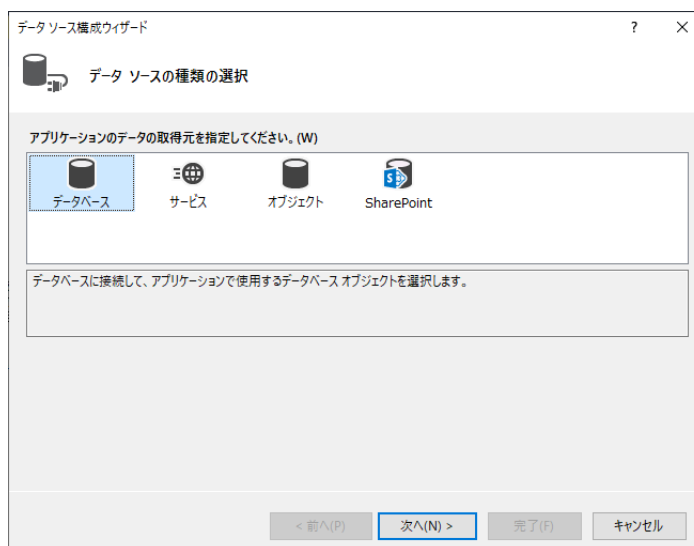 データ ソース構成ウィザード
?
データ ソースの種類の選択
アプリケーションのデータの取得元を指定してください。(W)
データベース サービス オブジェクト SharePoint
データベースに接続して、アプリケーションで使用するデータベース オブジェクトを選択します。
< 前へ(P) 次へ(N) > 完了(F) キャンセル